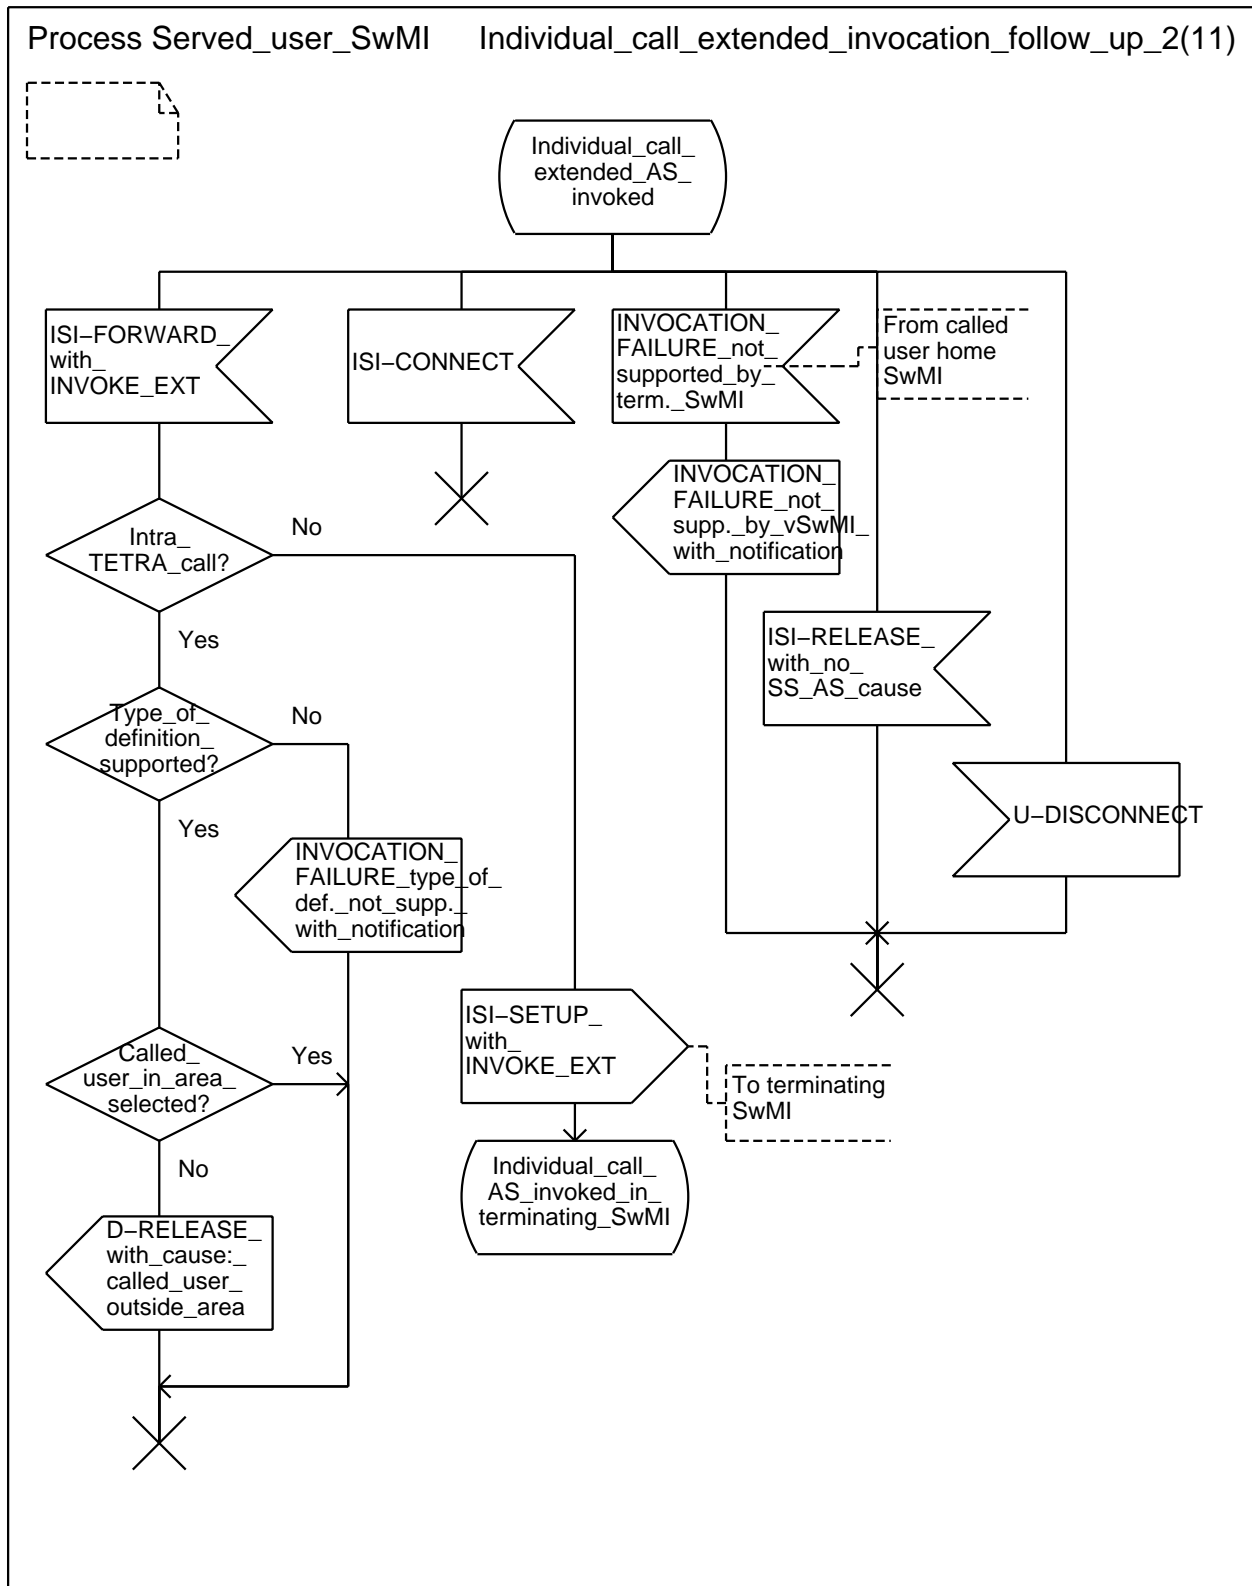 Process Served_user_SwMI Individual_call_extended_invocation_follow_up_2(11)
Individual_call_
extended_AS_
invoked
ISI–FORWARD_
with_
INVOKE_EXT
ISI–CONNECT
INVOCATION_
FAILURE_not_
supported_by_
term._SwMI
From called
user home
SwMI
INVOCATION_
FAILURE_not_
supp._by_vSwMI_
with_notification
Intra_
TETRA_call?
No
Yes
ISI–RELEASE_
with_no_
SS_AS_cause
Type_of_
definition_
supported?
No
Yes
U–DISCONNECT
INVOCATION_
FAILURE_type_of_
def._not_supp._
with_notification
ISI–SETUP_
with_
INVOKE_EXT
Called_
user_in_area_
selected?
Yes
No
To terminating
SwMI
Individual_call_
AS_invoked_in_
terminating_SwMI
D–RELEASE_
with_cause:_
called_user_
outside_area